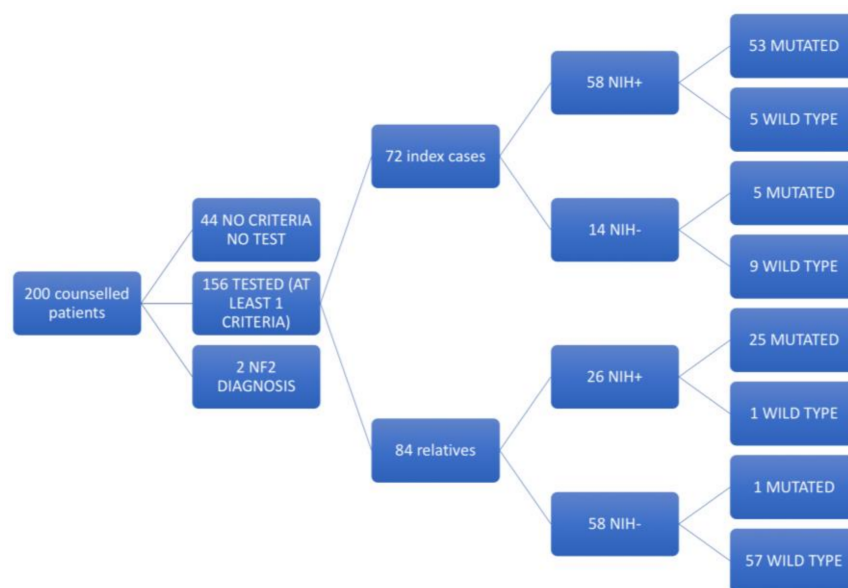 200 counselled
patients
44 NO CRITERIA
NO TEST
156 TESTED (AT
LEAST 1
CRITERIA)
2 NF2
DIAGNOSIS
72 index cases
84 relatives
58 NIH+
14 NIH-
26 NIH+
58 NIH-
53 MUTATED
5 WILD TYPE
5 MUTATED
9 WILD TYPE
25 MUTATED
1 WILD TYPE
1 MUTATED
57 WILD TYPE